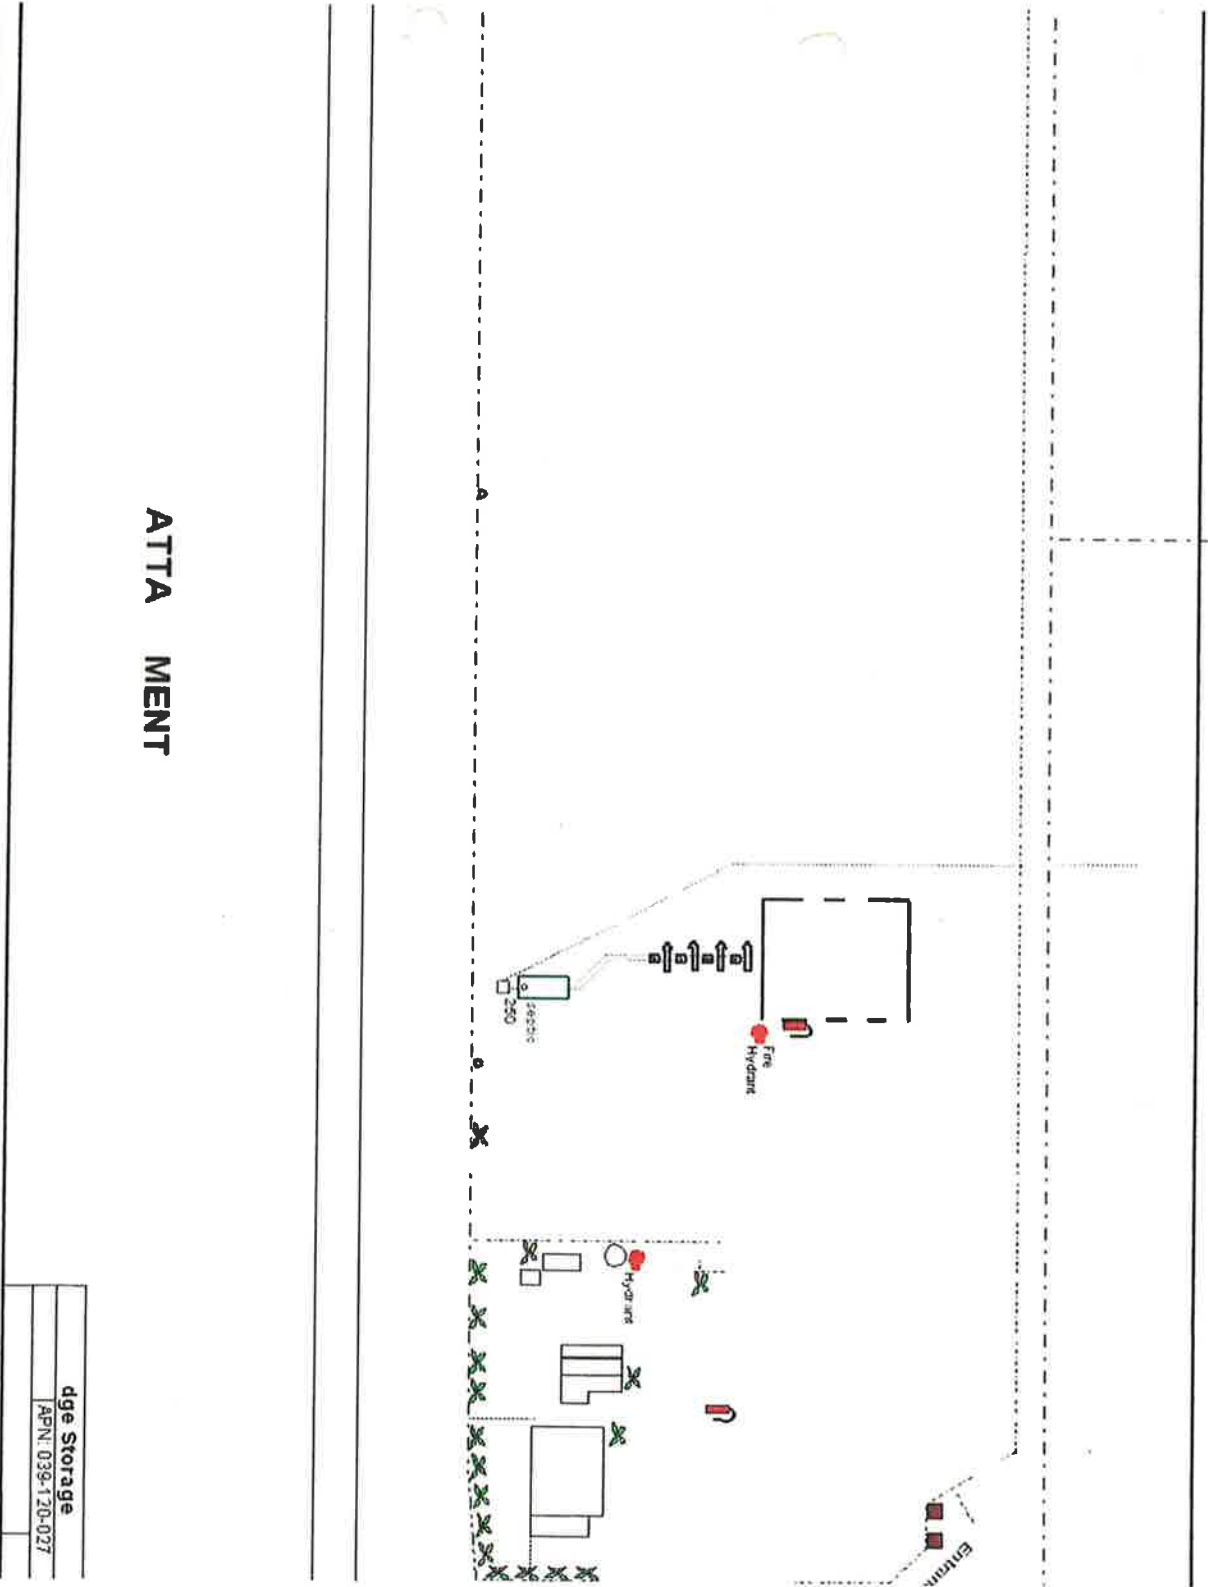 ATTA MENT
Fire
Hydrant
septic
250
Hydrant
dge Storage
APN: 039-120-027